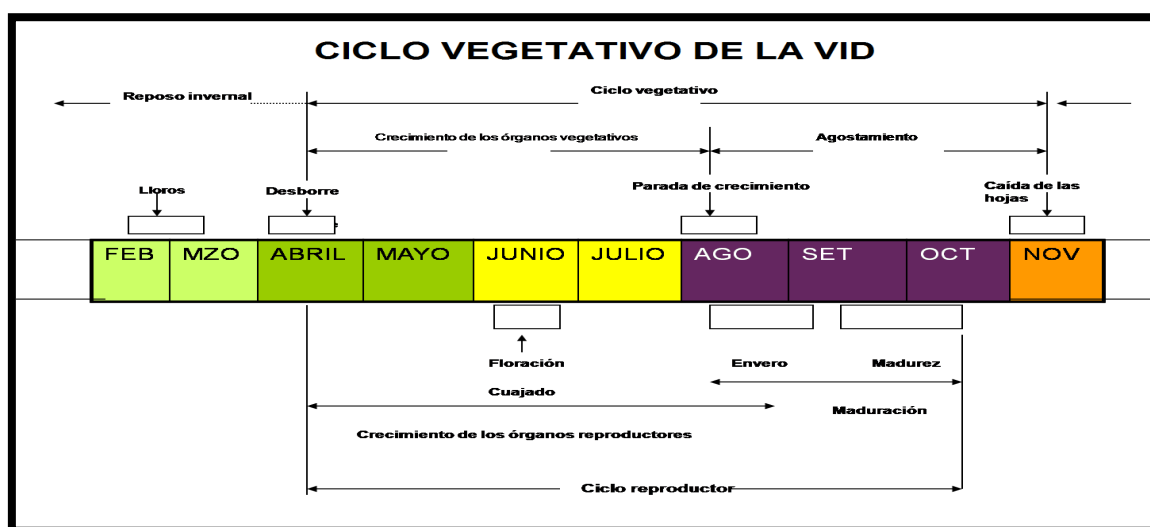 CICLO VEGETATIVO DE LA VID
Reposo invernal
Ciclo vegetativo
Crecimiento de los órganos vegetativos
Agostamiento
Lloros
Desborre
Parada de crecimiento
Caída de las
hojas
FEB MZO ABRIL MAYO JUNIO JULIO AGO SET OCT NOV
Floración
Envero
Madurez
Cuajado
Maduración
Crecimiento de los órganos reproductores
Ciclo reproductor